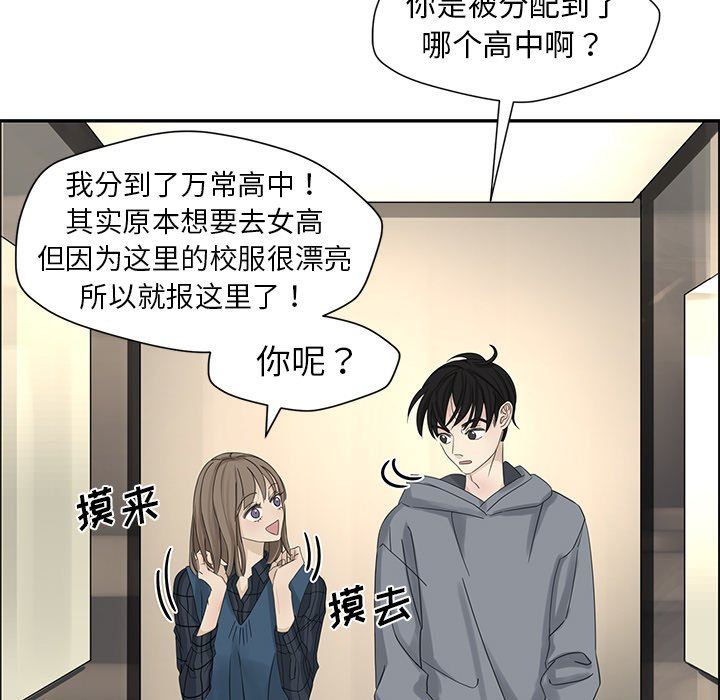 你是被分配到了
哪个高中啊？
我分到了万常高中！
其实原本想要去女高
但因为这里的校服很漂亮
所以就报这里了！
你呢？
摸来
摸去